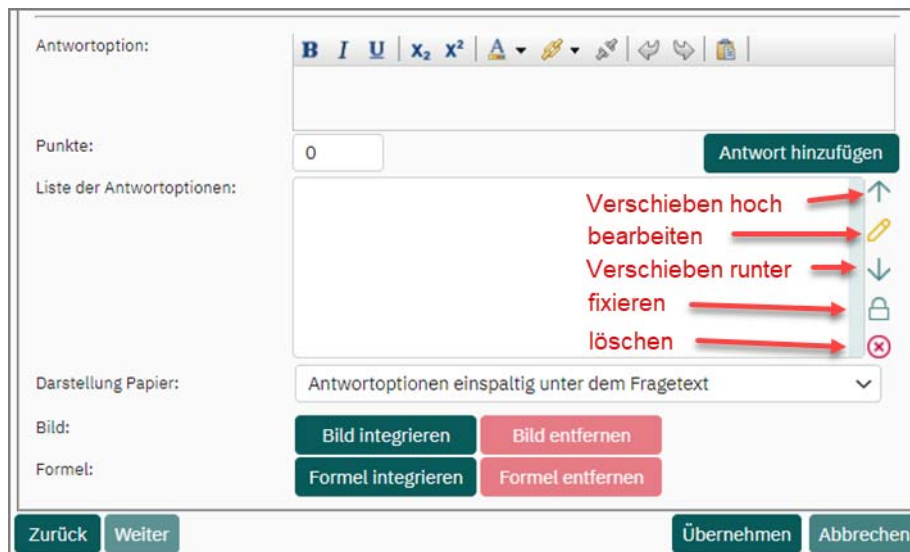 Antwortoption:
B I U X₂ X² A
Punkte:
0
Antwort hinzufügen
Liste der Antwortoptionen:
Verschieben hoch
bearbeiten
Verschieben runter
fixieren
löschen
Darstellung Papier:
Antwortoptionen einspaltig unter dem Fragetext
Bild:
Bild integrieren
Bild entfernen
Formel:
Formel integrieren
Formel entfernen
Zurück
Weiter
Übernehmen
Abbrechen